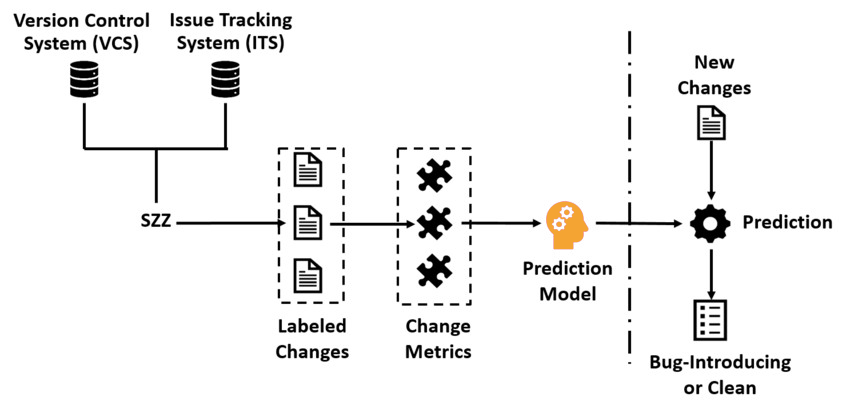 Version Control
System (VCS)
Issue Tracking
System (ITS)
New
Changes
SZZ
Prediction
Prediction
Model
Labeled
Changes
Change
Metrics
Bug-Introducing
or Clean